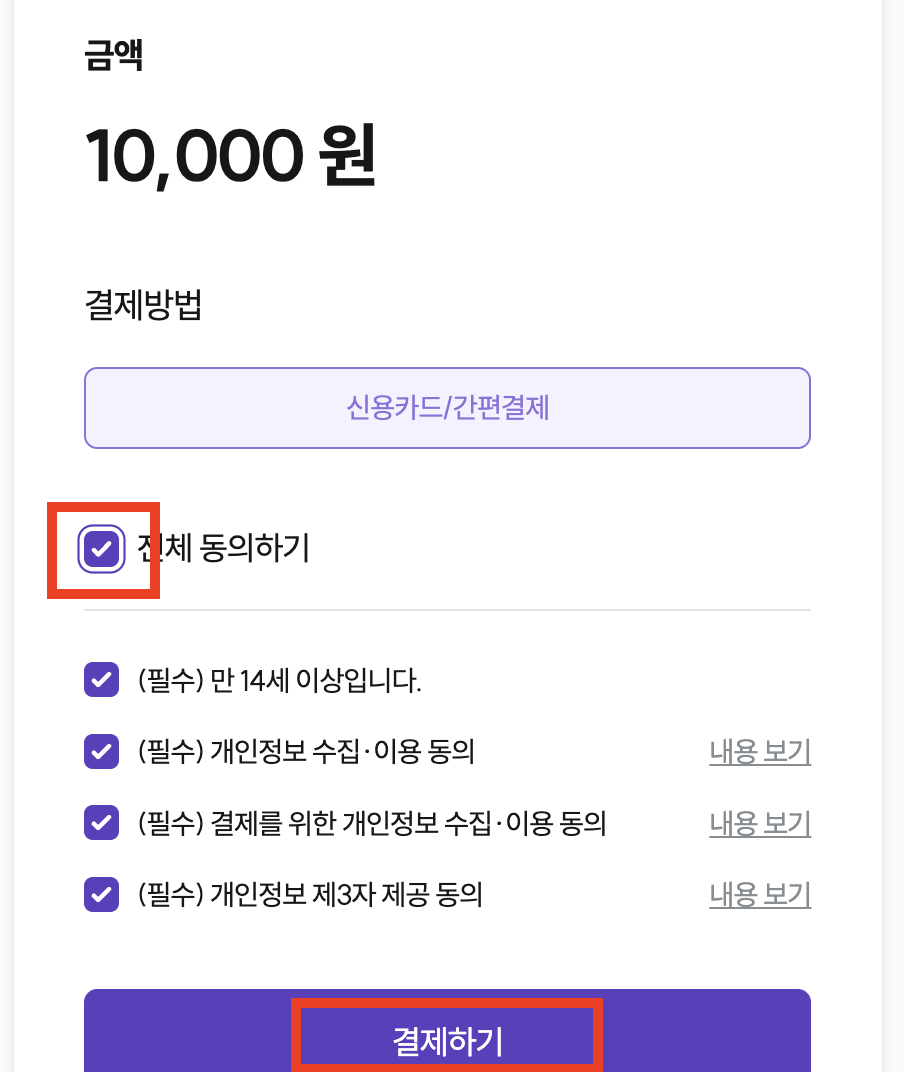 금액
10,000 원
결제방법
신용카드/간편결제
전체 동의하기
(필수) 만 14세 이상입니다.
(필수) 개인정보 수집·이용 동의 내용 보기
(필수) 결제를 위한 개인정보 수집·이용 동의 내용 보기
(필수) 개인정보 제3자 제공 동의 내용 보기
결제하기